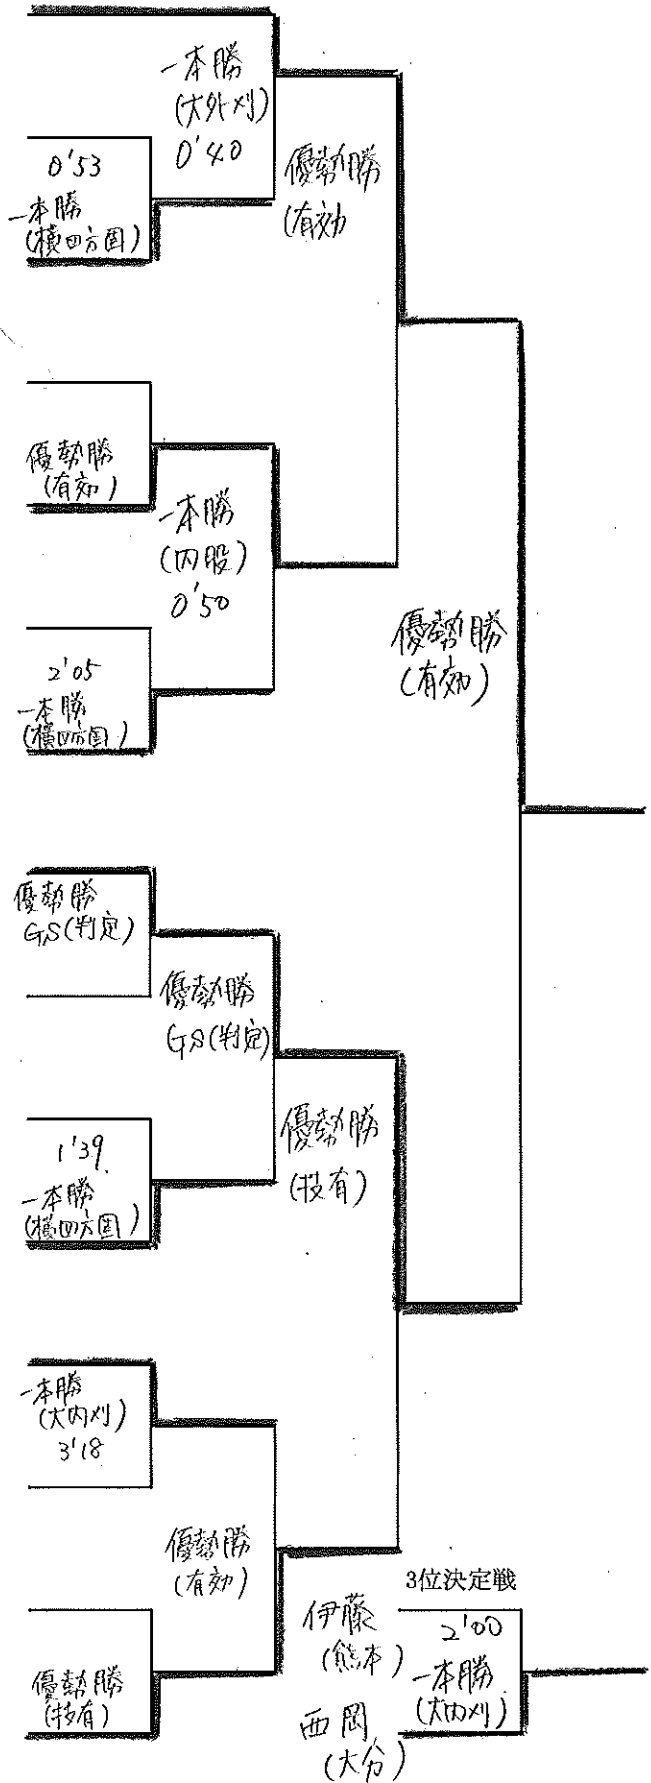 一本勝
(大外刈)
0'40
0'53
一本勝
(横四方固)
優勢勝
(有効
優勢勝
(有効)
一本勝
(内股)
0'50
2'05
一本勝
(横四方固)
優勢勝
(有効)
優勢勝
GS(判定)
優勢勝
GS(判定)
1'39
一本勝
(横四方固)
優勢勝
(技有)
一本勝
(大内刈)
3'18
優勢勝
(有効)
優勢勝
(技有)
3位決定戦
伊藤
(熊本)
西岡
(大分)
2'00
一本勝
(大内刈)